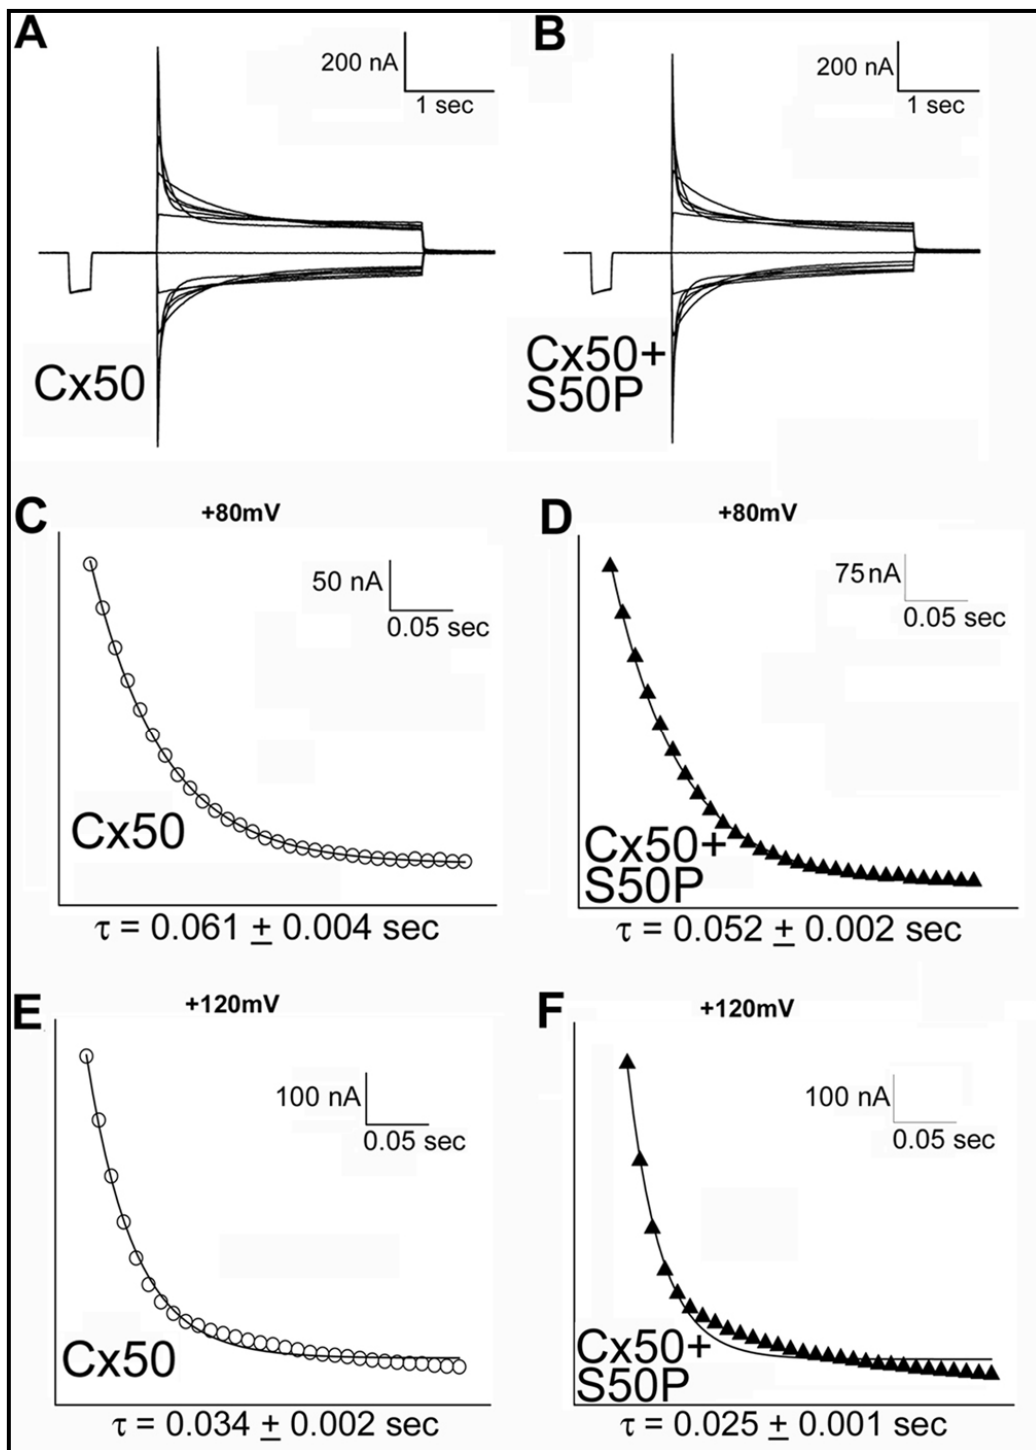 A
200 nA
1 sec
Cx50
B
200 nA
1 sec
Cx50+
S50P
C
+80mV
50 nA
0.05 sec
Cx50
τ = 0.061 ± 0.004 sec
D
+80mV
75 nA
0.05 sec
Cx50+
S50P
τ = 0.052 ± 0.002 sec
E
+120mV
100 nA
0.05 sec
Cx50
τ = 0.034 ± 0.002 sec
F
+120mV
100 nA
0.05 sec
Cx50+
S50P
τ = 0.025 ± 0.001 sec